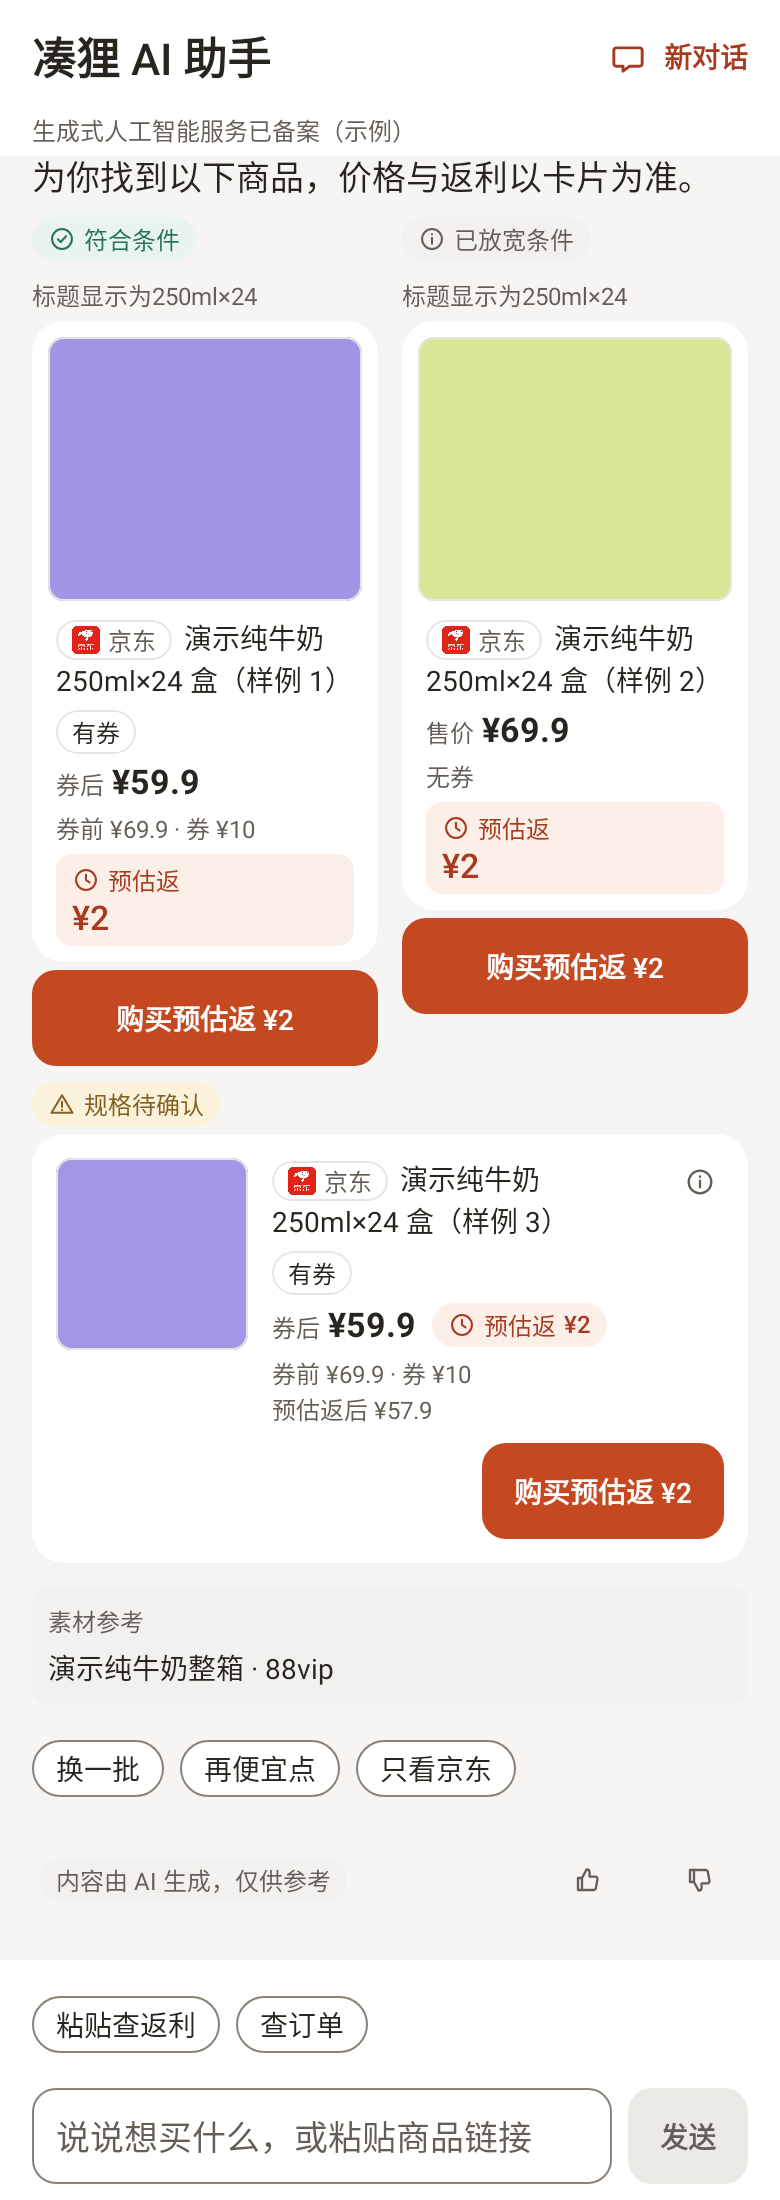 凑狸 AI 助手
新对话
生成式人工智能服务已备案（示例）
为你找到以下商品，价格与返利以卡片为准。
符合条件
标题显示为250ml×24
京东 演示纯牛奶
250ml×24 盒（样例 1）
有券
券后 ¥59.9
券前 ¥69.9 · 券 ¥10
预估返
¥2
购买预估返 ¥2
已放宽条件
标题显示为250ml×24
京东 演示纯牛奶
250ml×24 盒（样例 2）
售价 ¥69.9
无券
预估返
¥2
购买预估返 ¥2
规格待确认
京东 演示纯牛奶
250ml×24 盒（样例 3）
有券
券后 ¥59.9 预估返 ¥2
券前 ¥69.9 · 券 ¥10
预估返后 ¥57.9
购买预估返 ¥2
素材参考
演示纯牛奶整箱 · 88vip
换一批 再便宜点 只看京东
内容由 AI 生成，仅供参考
粘贴查返利 查订单
说说想买什么，或粘贴商品链接 发送